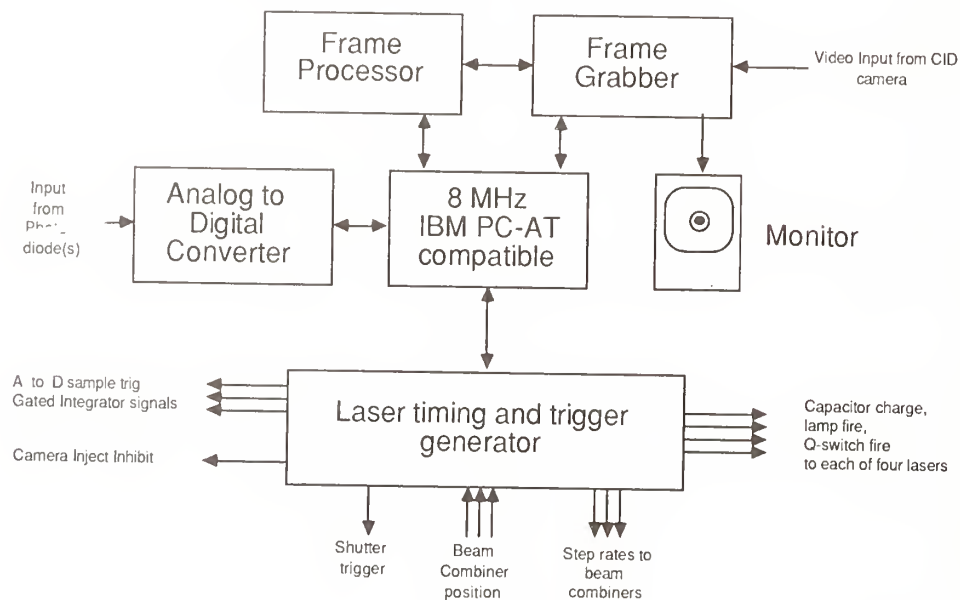 Frame
Processor
Frame
Grabber
Video Input from CID
camera
Input
from
diode(s)
Analog to
Digital
Converter
8 MHz
IBM PC-AT
compatible
Monitor
A to D sample trig
Gated Integrator signals
Camera Inject Inhibit
Laser timing and trigger
generator
Capacitor charge,
lamp fire,
Q-switch fire
to each of four lasers
Shutter
trigger
Beam
Combiner
position
Step rates to
beam
combiners